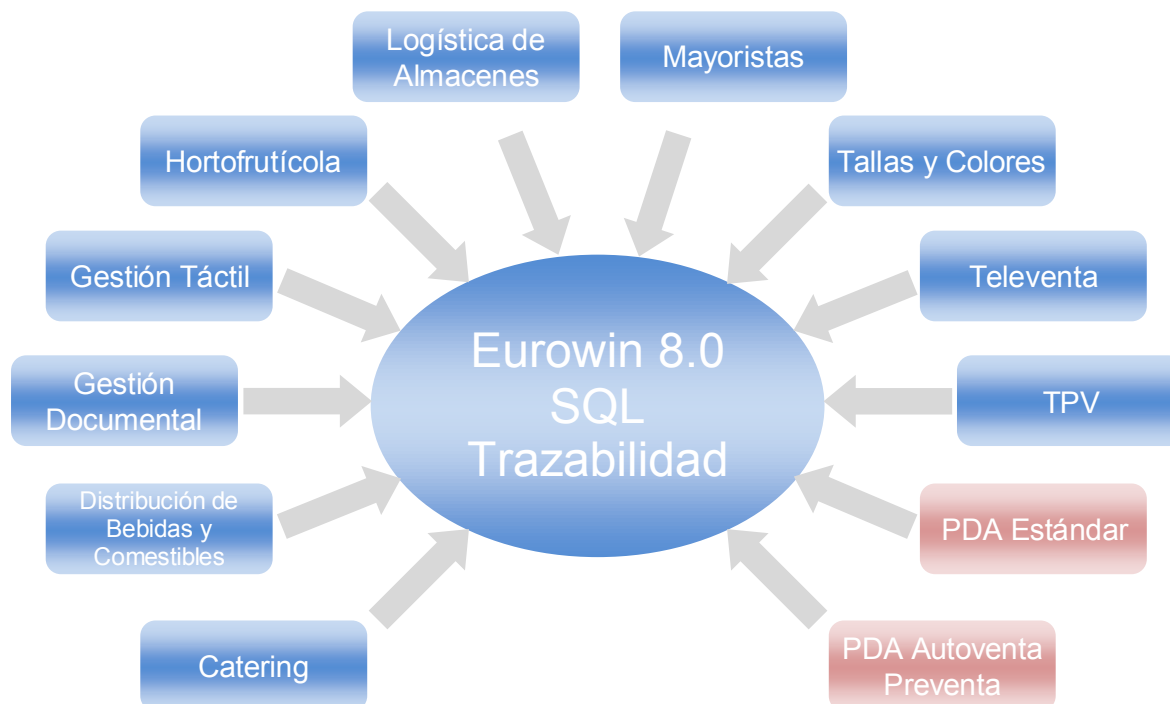 Logística de
Almacenes
Mayoristas
Hortofrutícola
Tallas y Colores
Gestión Táctil
Televenta
Eurowin 8.0
SQL
Trazabilidad
Gestión
Documental
TPV
Distribución de
Bebidas y
Comestibles
PDA Estándar
Catering
PDA Autoventa
Preventa